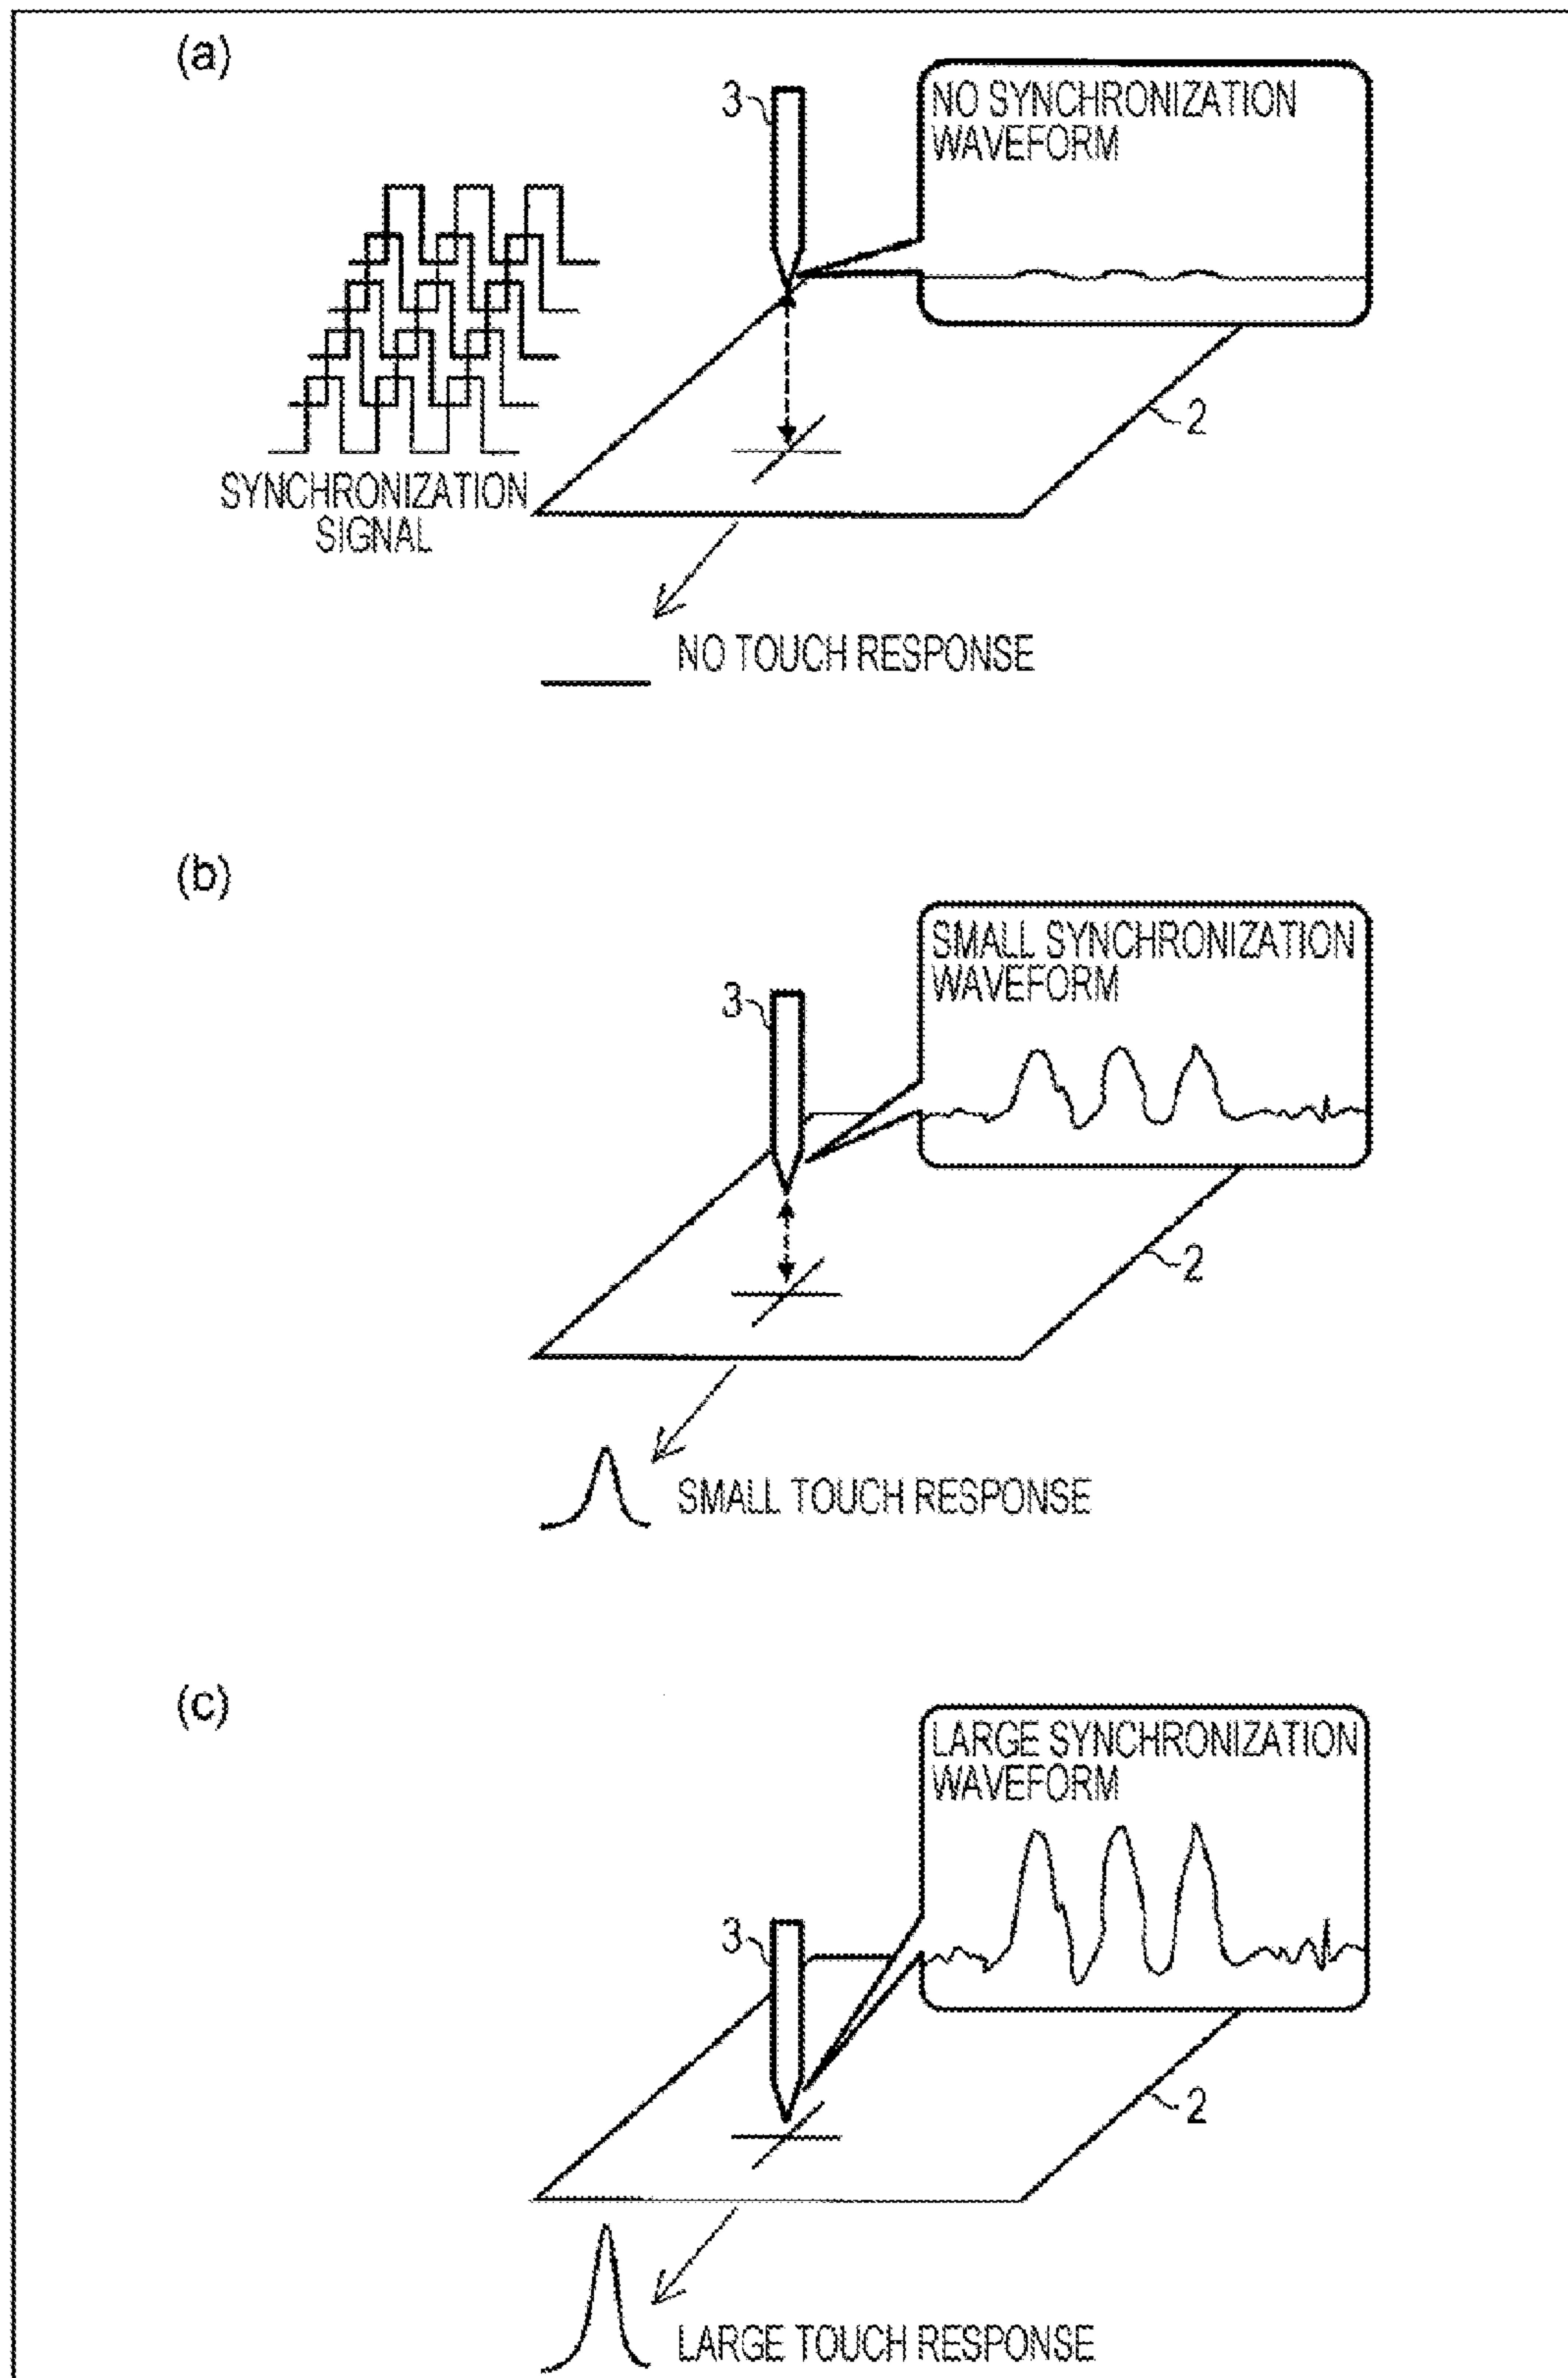 (a)
3
NO SYNCHRONIZATION
WAVEFORM
2
SYNCHRONIZATION
SIGNAL
NO TOUCH RESPONSE
(b)
SMALL SYNCHRONIZATION
WAVEFORM
3
2
SMALL TOUCH RESPONSE
(c)
LARGE SYNCHRONIZATION
WAVEFORM
3
2
LARGE TOUCH RESPONSE